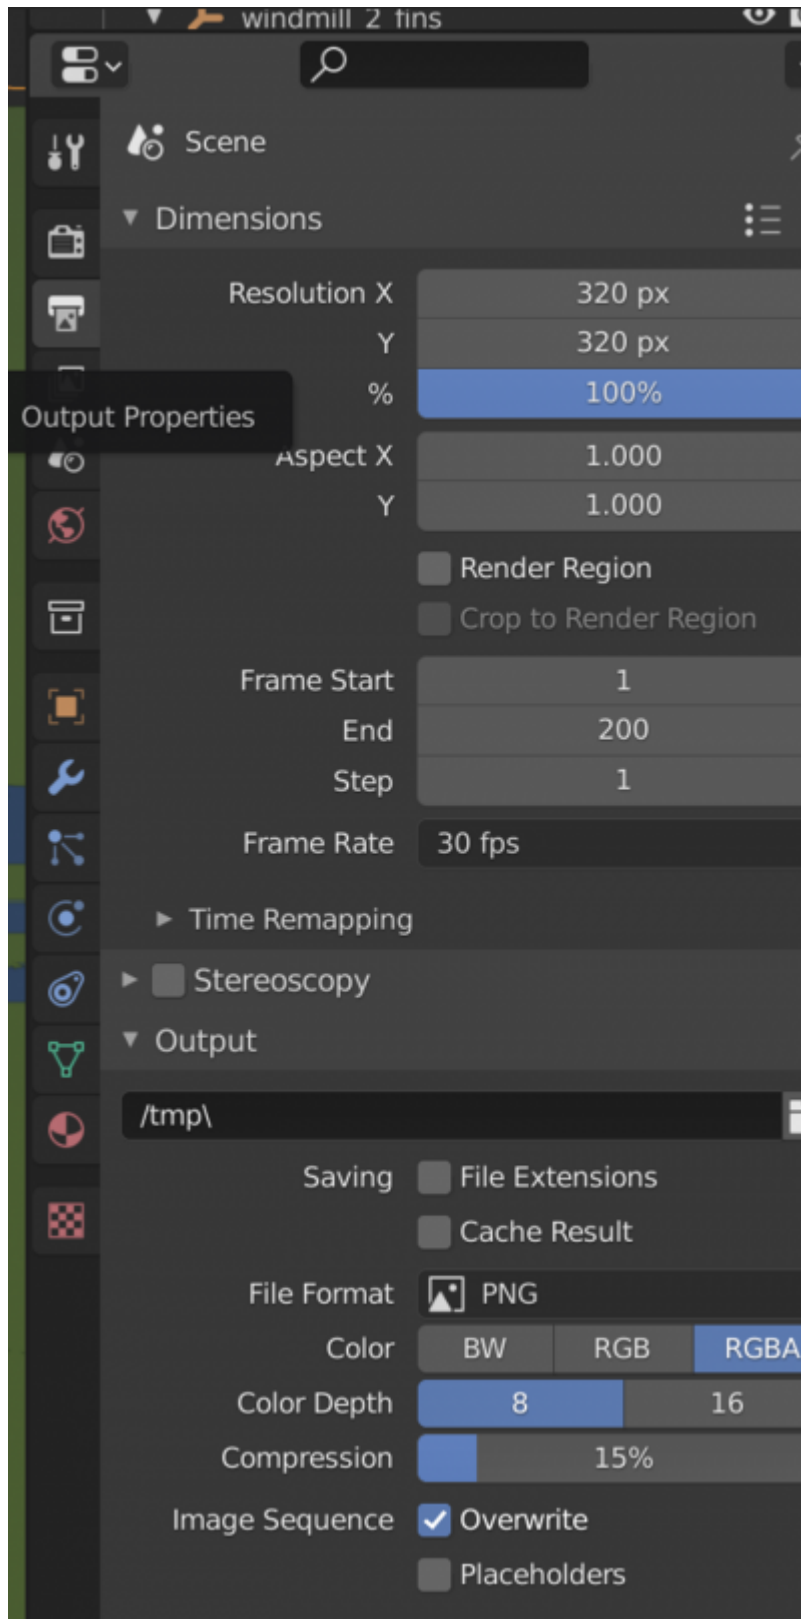 windmill 2 fins
Scene
Dimensions
Resolution X 320 px
Y 320 px
% 100%
Output Properties
Aspect X 1.000
Y 1.000
Render Region
Crop to Render Region
Frame Start 1
End 200
Step 1
Frame Rate 30 fps
Time Remapping
Stereoscopy
Output
/tmp\
Saving File Extensions
Cache Result
File Format PNG
Color BW RGB RGBA
Color Depth 8 16
Compression 15%
Image Sequence Overwrite
Placeholders